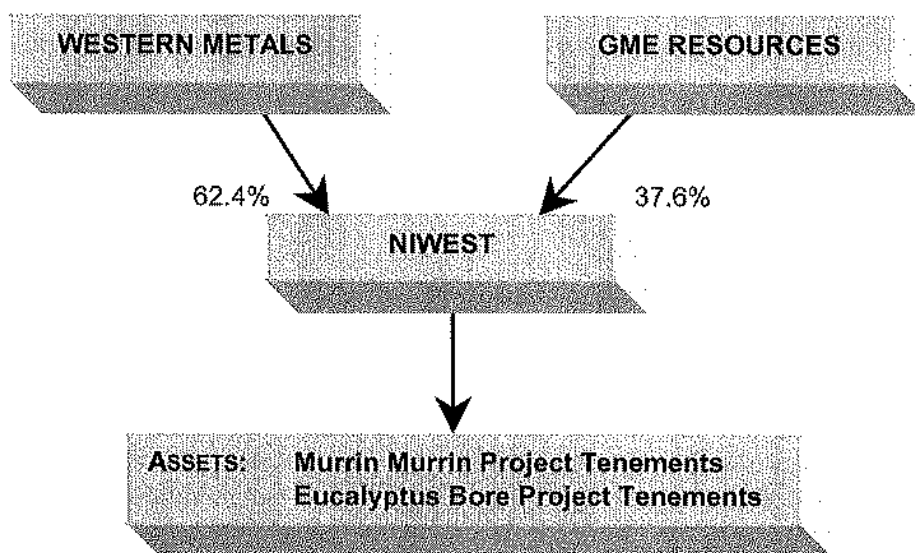 WESTERN METALS
GME RESOURCES
62.4%
37.6%
NIWEST
ASSETS: Murrin Murrin Project Tenements
Eucalyptus Bore Project Tenements